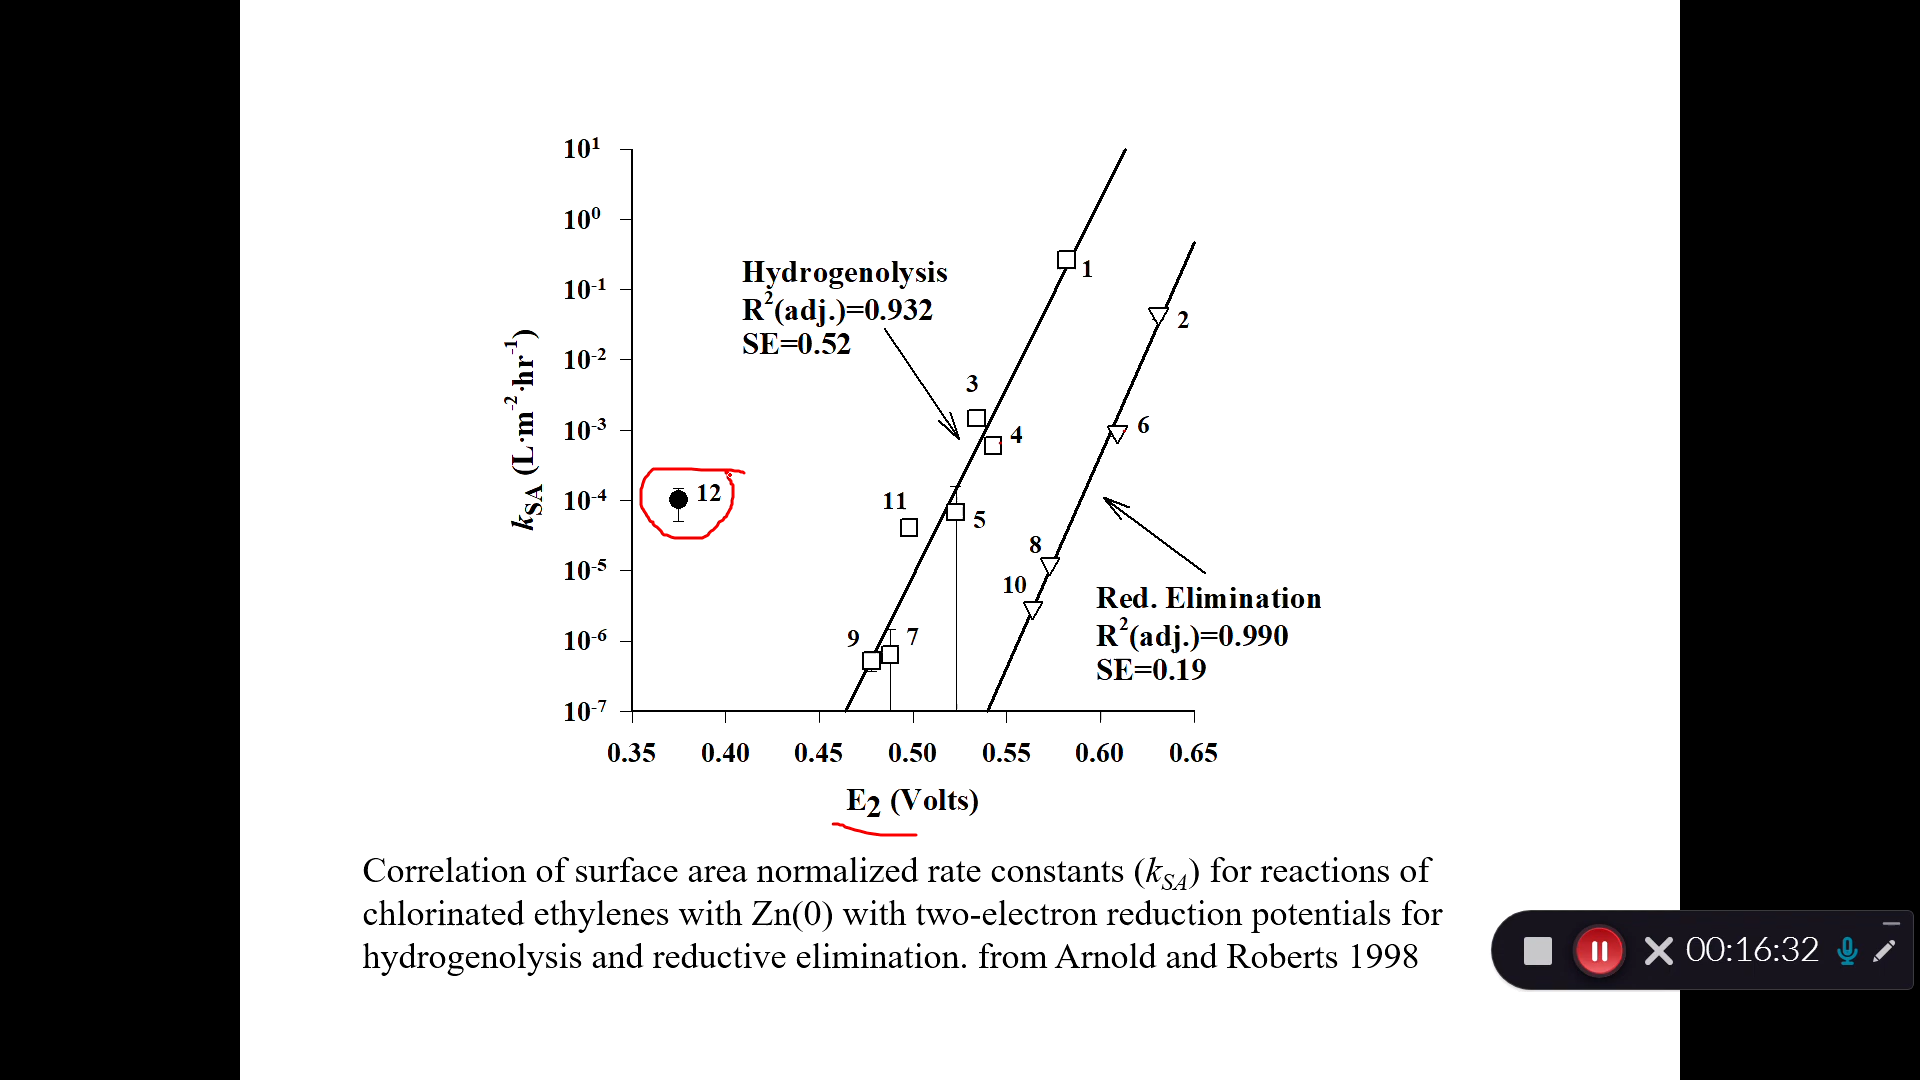 10¹
10⁰
10⁻¹
10⁻²
10⁻³
10⁻⁴
10⁻⁵
10⁻⁶
10⁻⁷
kSA (L·m⁻²·hr⁻¹)
Hydrogenolysis
R²(adj.)=0.932
SE=0.52
1
2
3
4
6
12
11
5
8
10
9
7
Red. Elimination
R²(adj.)=0.990
SE=0.19
0.35 0.40 0.45 0.50 0.55 0.60 0.65
E₂ (Volts)
Correlation of surface area normalized rate constants (kSA) for reactions of
chlorinated ethylenes with Zn(0) with two-electron reduction potentials for
hydrogenolysis and reductive elimination. from Arnold and Roberts 1998
00:16:32